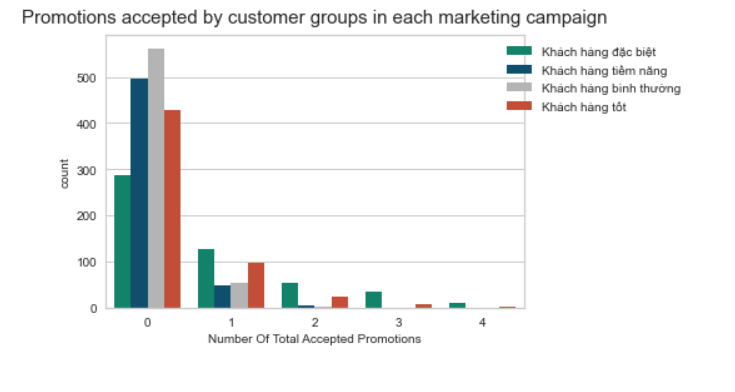 Promotions accepted by customer groups in each marketing campaign
Khách hàng đặc biệt
Khách hàng tiềm năng
Khách hàng bình thường
Khách hàng tốt
500
400
300
200
100
0
count
0 1 2 3 4
Number Of Total Accepted Promotions